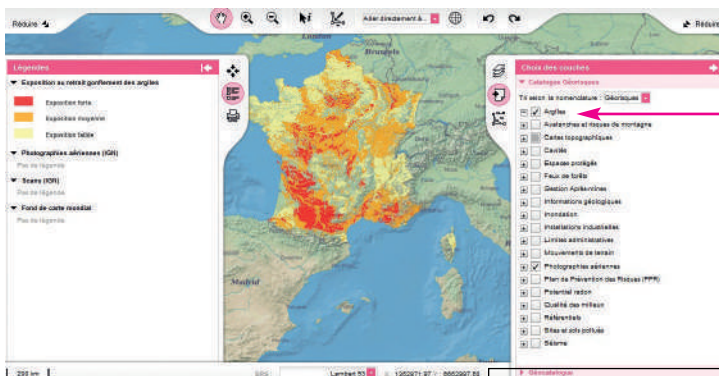 Réduire
Aller directement à...
Réduire
Légendes
Exposition au retrait gonflement des argiles
Exposition forte
Exposition moyenne
Exposition faible
Photographies aériennes (IGN)
Pas de légende
Scans (IGN)
Pas de légende
Fond de carte mondial
Pas de légende
London
Brussels
Madrid
Choix des couches
Catalogue Géorisques
Tri selon la nomenclature : Géorisques
Argiles
Avalanches et risques de montagne
Cartes topographiques
Cavités
Espaces protégés
Feux de forêts
Gestion Apilezmines
Informations géologiques
Inondation
Installations industrielles
Limites administratives
Mouvements de terrain
Photographies aériennes
Plan de Prévention des Risques (PPR)
Potentiel radon
Qualité des milieux
Référentiels
Sites et sols pollués
Séisme
Géocatalogue
Lambert 93